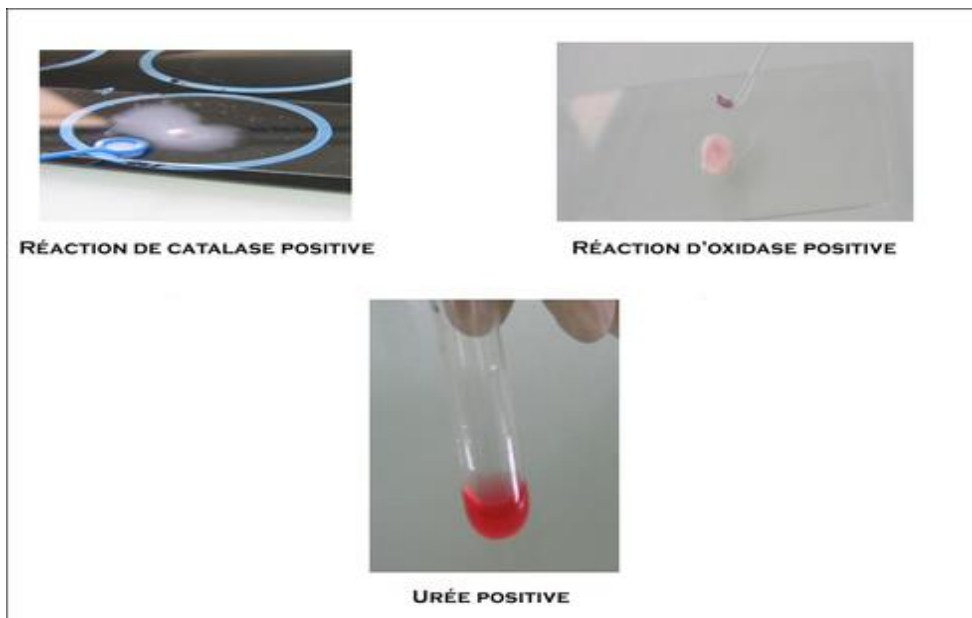 RÉACTION DE CATALASE POSITIVE
RÉACTION D'OXIDASE POSITIVE
URÉE POSITIVE